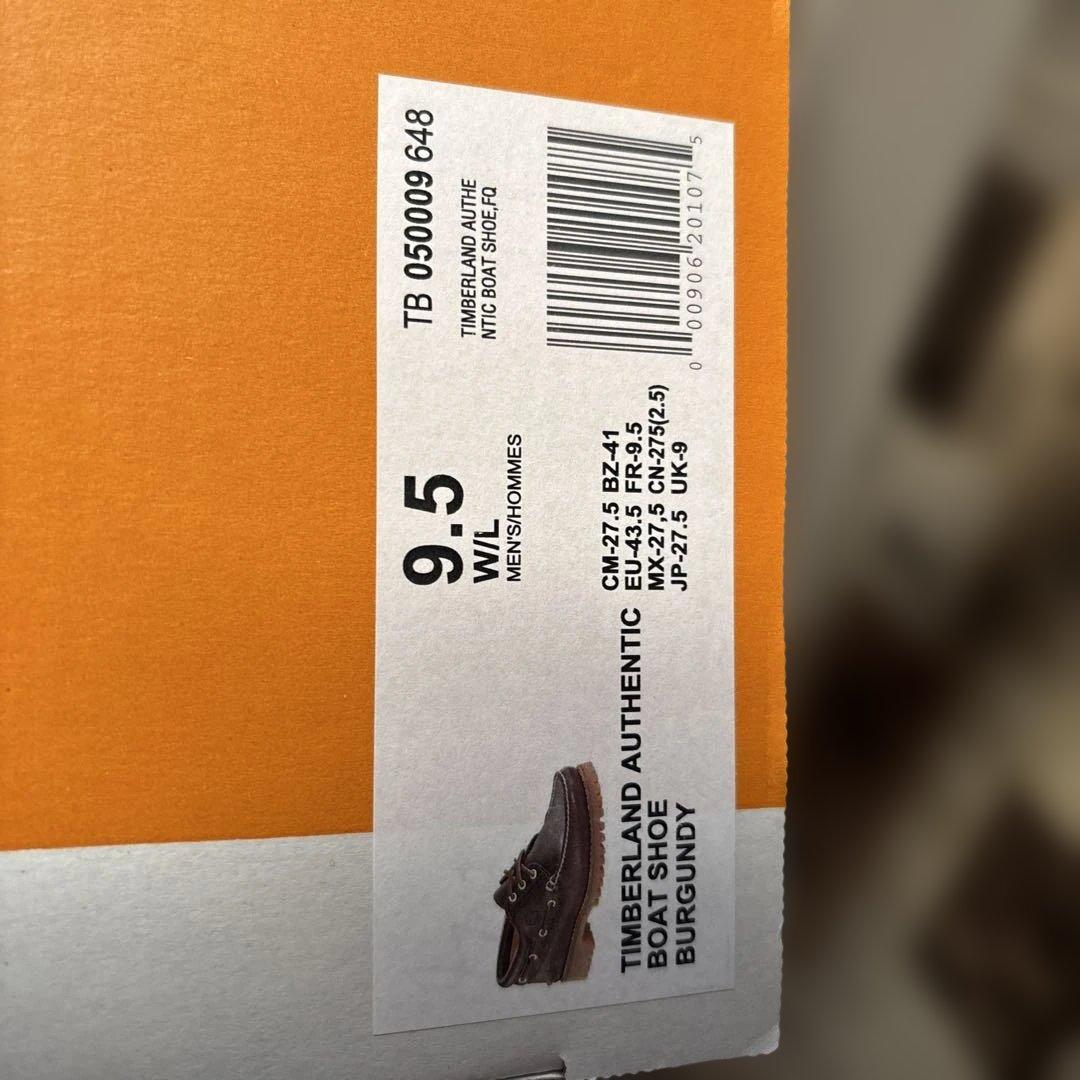 9.5
W/L
MEN'S/HOMMES
TB 050009 648
TIMBERLAND AUTHE
NTIC BOAT SHOE,FQ
TIMBERLAND AUTHENTIC
BOAT SHOE
BURGUNDY
CM-27.5 BZ-41
EU-43.5 FR-9.5
MX-27,5 CN-275(2.5)
JP-27.5 UK-9
0 00906 20107 5